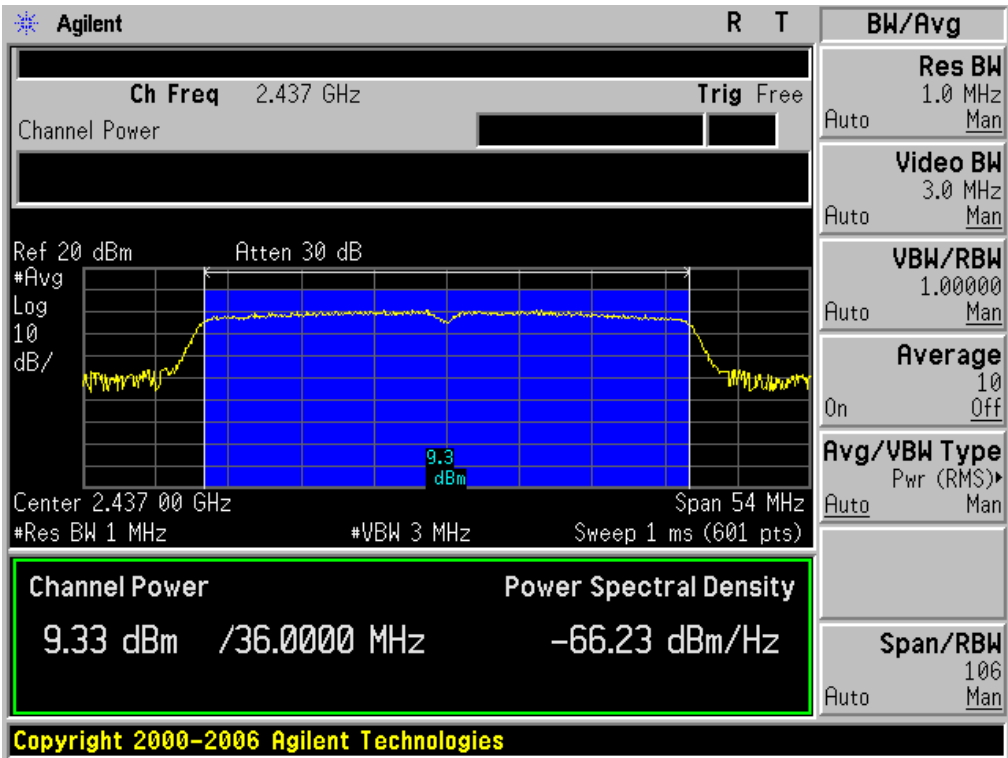 Agilent R T
Ch Freq 2.437 GHz Trig Free
Channel Power
Ref 20 dBm Atten 30 dB
#Avg
Log
10
dB/
9.3
dBm
Center 2.437 00 GHz Span 54 MHz
#Res BW 1 MHz #VBW 3 MHz Sweep 1 ms (601 pts)
Channel Power Power Spectral Density
9.33 dBm /36.0000 MHz -66.23 dBm/Hz
Copyright 2000-2006 Agilent Technologies
BW/Avg
Res BW
1.0 MHz
Auto Man
Video BW
3.0 MHz
Auto Man
VBW/RBW
1.00000
Auto Man
Average
10
On Off
Avg/VBW Type
Pwr (RMS)▸
Auto Man
Span/RBW
106
Auto Man